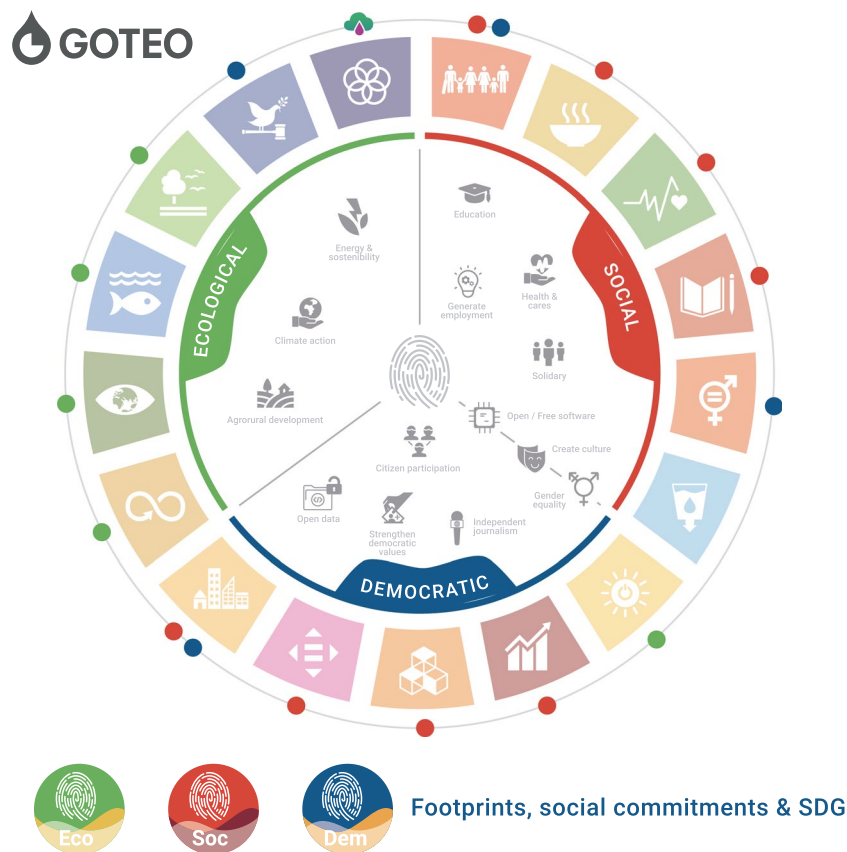 GOTEO
ECOLOGICAL
SOCIAL
DEMOCRATIC
Energy &
sostenibility
Climate action
Agrorural development
Education
Generate
employment
Health &
cares
Solidary
Open / Free software
Create culture
Gender
equality
Citizen participation
Open data
Strengthen
democratic
values
Independent
journalism
Eco
Soc
Dem
Footprints, social commitments & SDG